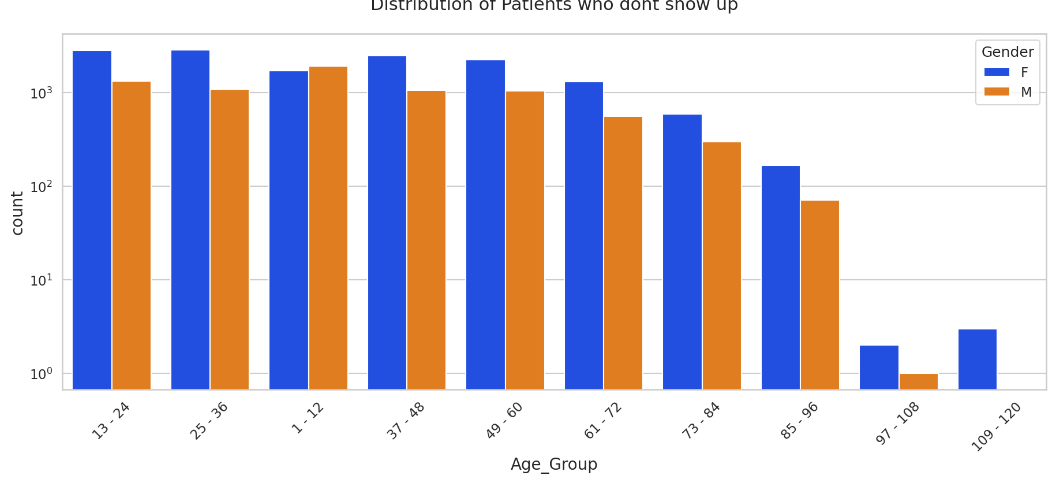 Distribution of Patients who dont show up
Gender
F
M
10³
10²
10¹
10⁰
count
13 - 24
25 - 36
1 - 12
37 - 48
49 - 60
61 - 72
73 - 84
85 - 96
97 - 108
109 - 120
Age_Group